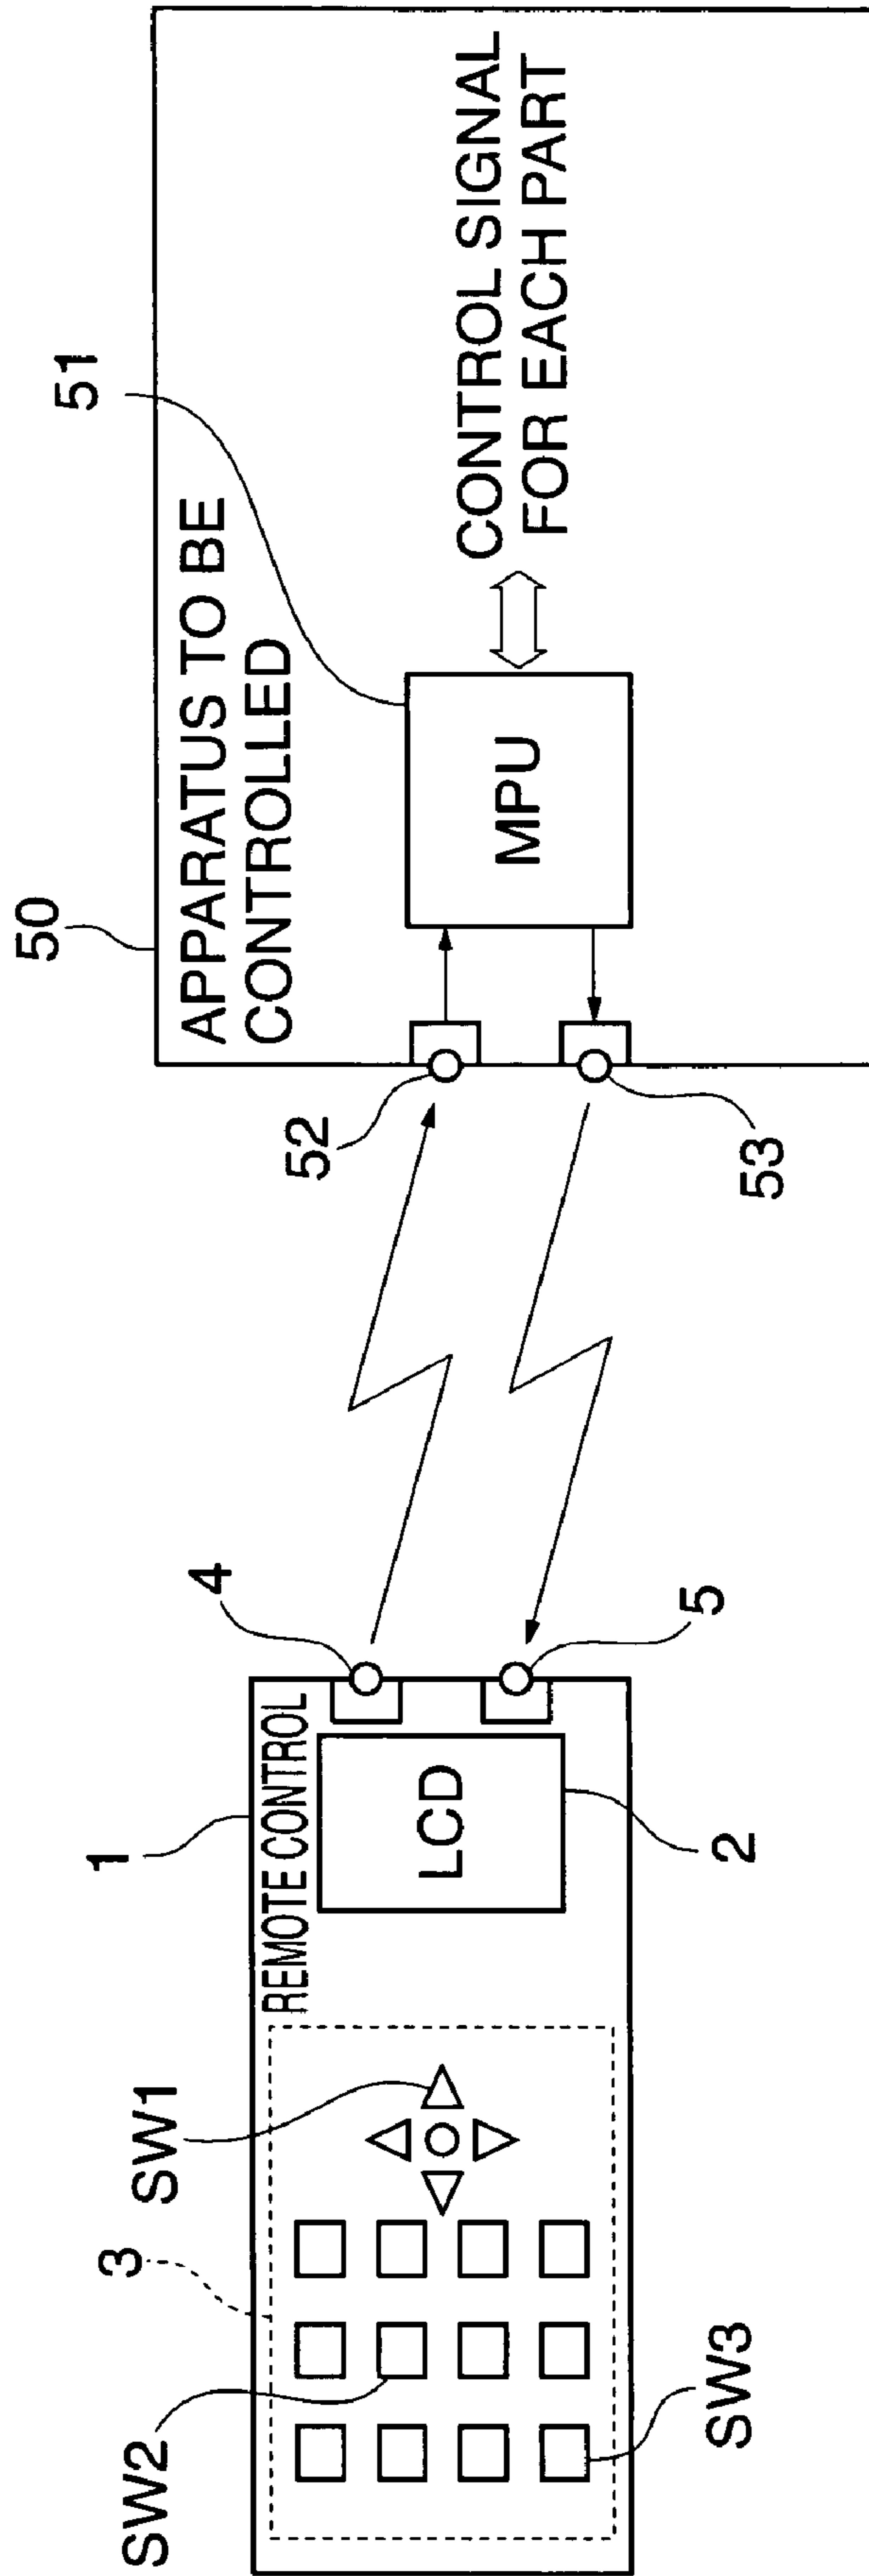 50
APPARATUS TO BE
CONTROLLED
51
MPU
CONTROL SIGNAL
FOR EACH PART
52
53
4
5
1
REMOTE CONTROL
LCD
2
SW1
3
SW2
SW3